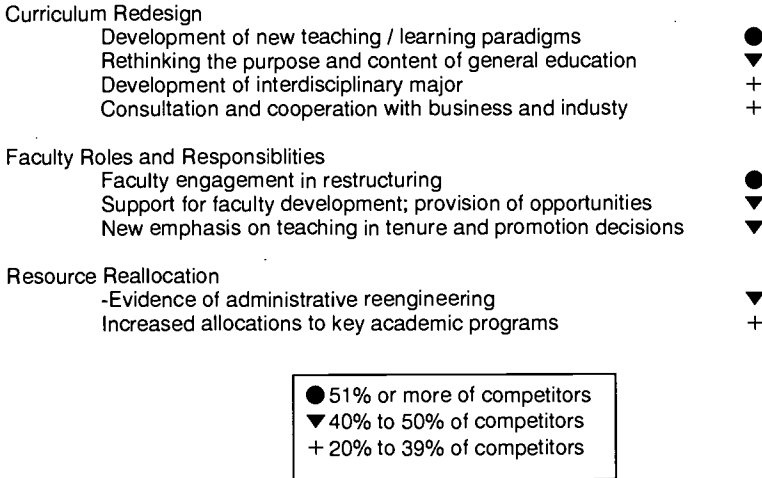 Curriculum Redesign
Development of new teaching / learning paradigms ●
Rethinking the purpose and content of general education ▼
Development of interdisciplinary major +
Consultation and cooperation with business and industy +
Faculty Roles and Responsiblities
Faculty engagement in restructuring ●
Support for faculty development; provision of opportunities ▼
New emphasis on teaching in tenure and promotion decisions ▼
Resource Reallocation
-Evidence of administrative reengineering ▼
Increased allocations to key academic programs +
● 51% or more of competitors
▼ 40% to 50% of competitors
+ 20% to 39% of competitors